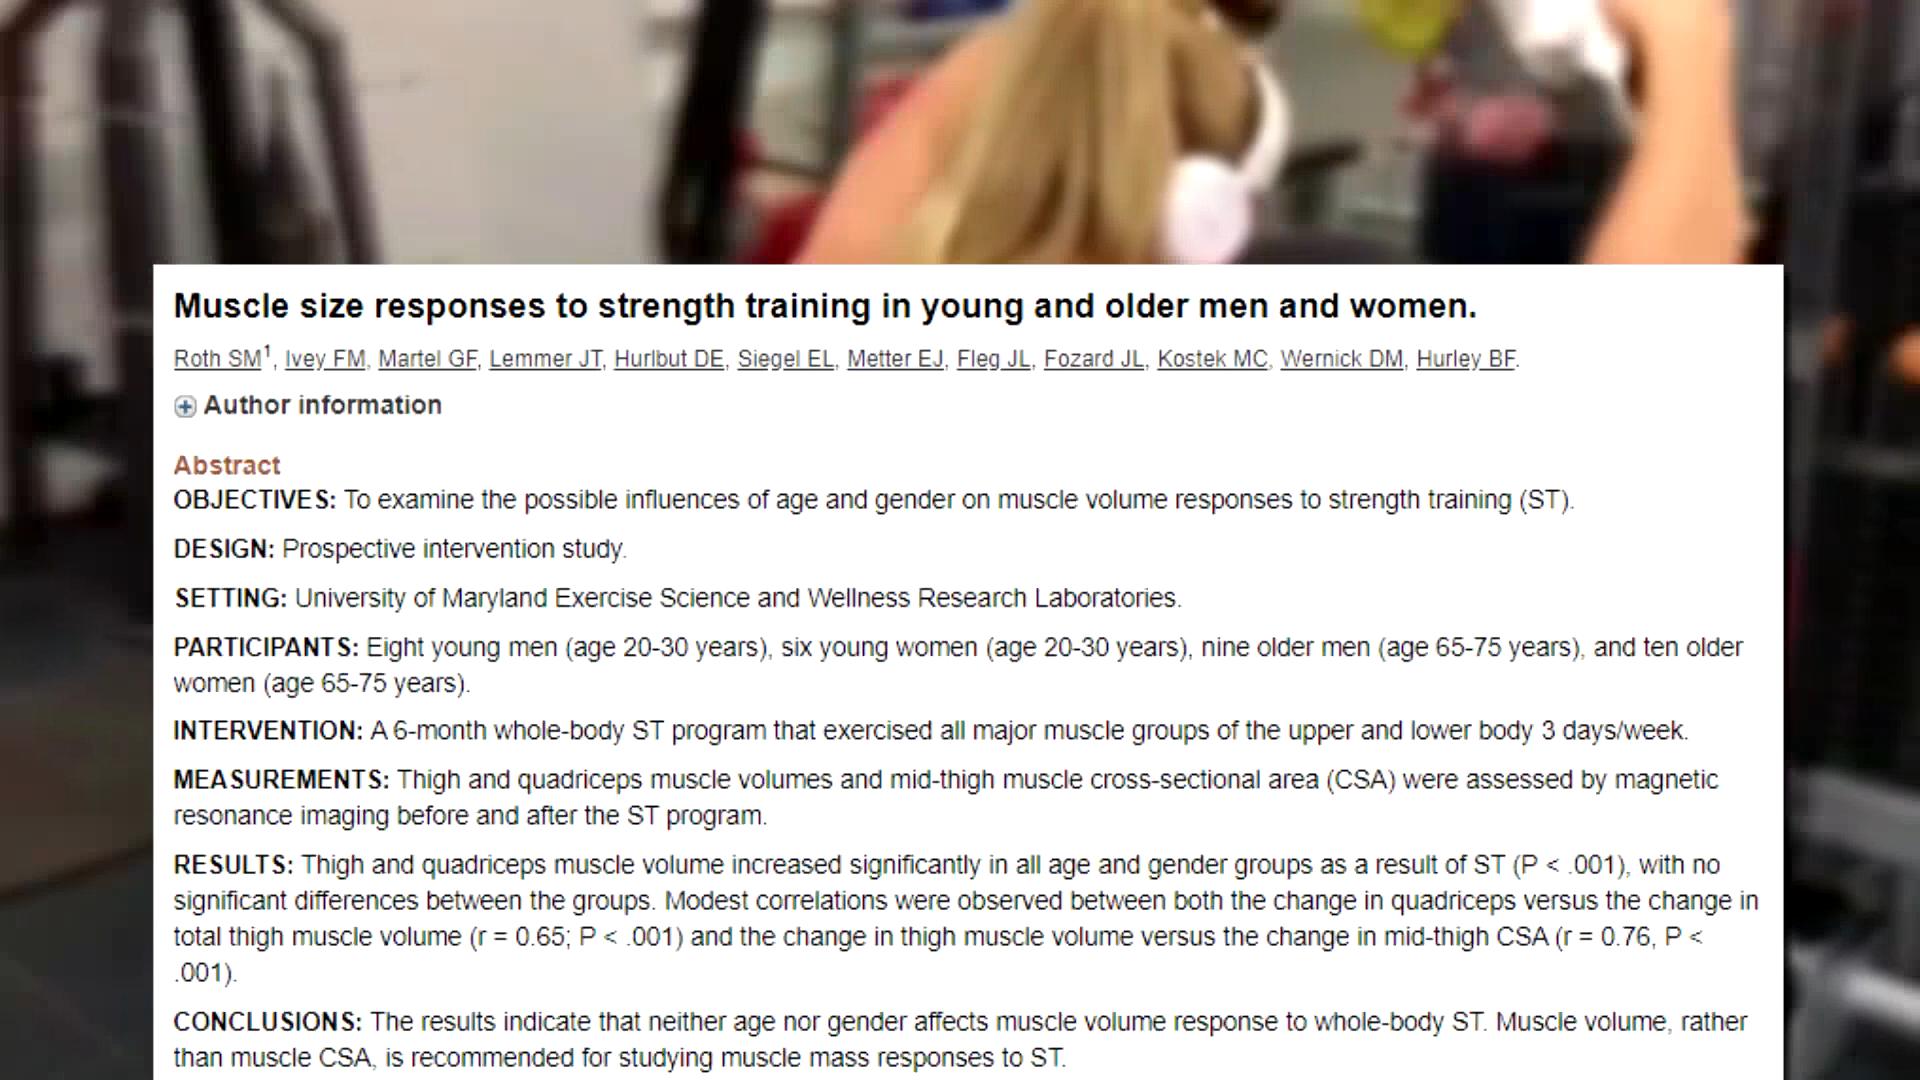 Muscle size responses to strength training in young and older men and women.
Roth SM1, Ivey FM, Martel GF, Lemmer JT, Hurlbut DE, Siegel EL, Metter EJ, Fleg JL, Fozard JL, Kostek MC, Wernick DM, Hurley BF.
Author information
Abstract
OBJECTIVES: To examine the possible influences of age and gender on muscle volume responses to strength training (ST).
DESIGN: Prospective intervention study.
SETTING: University of Maryland Exercise Science and Wellness Research Laboratories.
PARTICIPANTS: Eight young men (age 20-30 years), six young women (age 20-30 years), nine older men (age 65-75 years), and ten older
women (age 65-75 years).
INTERVENTION: A 6-month whole-body ST program that exercised all major muscle groups of the upper and lower body 3 days/week.
MEASUREMENTS: Thigh and quadriceps muscle volumes and mid-thigh muscle cross-sectional area (CSA) were assessed by magnetic
resonance imaging before and after the ST program.
RESULTS: Thigh and quadriceps muscle volume increased significantly in all age and gender groups as a result of ST (P < .001), with no
significant differences between the groups. Modest correlations were observed between both the change in quadriceps versus the change in
total thigh muscle volume (r = 0.65; P < .001) and the change in thigh muscle volume versus the change in mid-thigh CSA (r = 0.76, P <
.001).
CONCLUSIONS: The results indicate that neither age nor gender affects muscle volume response to whole-body ST. Muscle volume, rather
than muscle CSA, is recommended for studying muscle mass responses to ST.